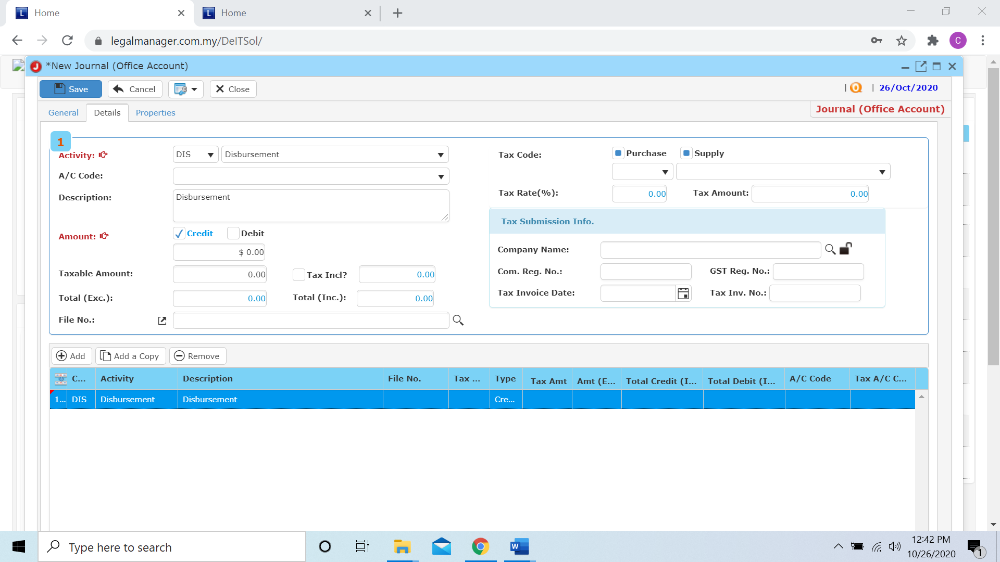 Home
Home
legalmanager.com.my/DeITSol/
C
*New Journal (Office Account)
Save
Cancel
Close
| Q | 26/Oct/2020
General
Details
Properties
Journal (Office Account)
1
Activity:
DIS
Disbursement
A/C Code:
Description:
Disbursement
Amount:
Credit
Debit
$ 0.00
Taxable Amount:
0.00
Tax Incl?
0.00
Total (Exc.):
0.00
Total (Inc.):
0.00
File No.:
Tax Code:
Purchase
Supply
Tax Rate(%):
0.00
Tax Amount:
0.00
Tax Submission Info.
Company Name:
Com. Reg. No.:
GST Reg. No.:
Tax Invoice Date:
Tax Inv. No.:
Add
Add a Copy
Remove
C... Activity Description File No. Tax ... Type Tax Amt Amt (E... Total Credit (I... Total Debit (I... A/C Code Tax A/C C...
1... DIS Disbursement Disbursement Cre...
Type here to search
12:42 PM
10/26/2020
1